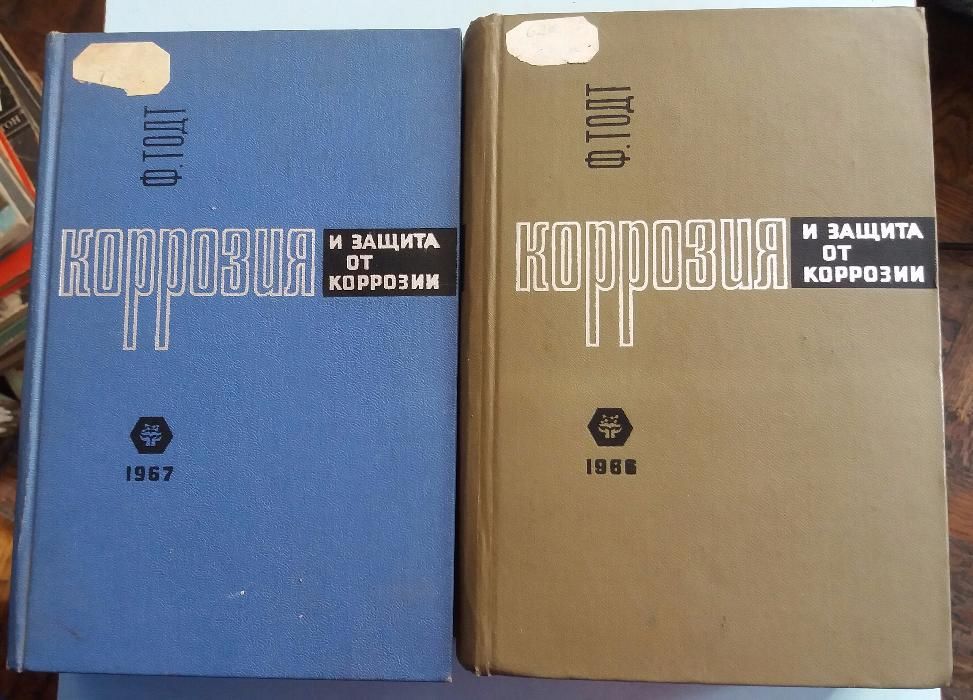 Ф. ТОДТ
КОРРОЗИЯ
И ЗАЩИТА
ОТ
КОРРОЗИИ
1967
Ф. ТОДТ
КОРРОЗИЯ
И ЗАЩИТА
ОТ
КОРРОЗИИ
1966